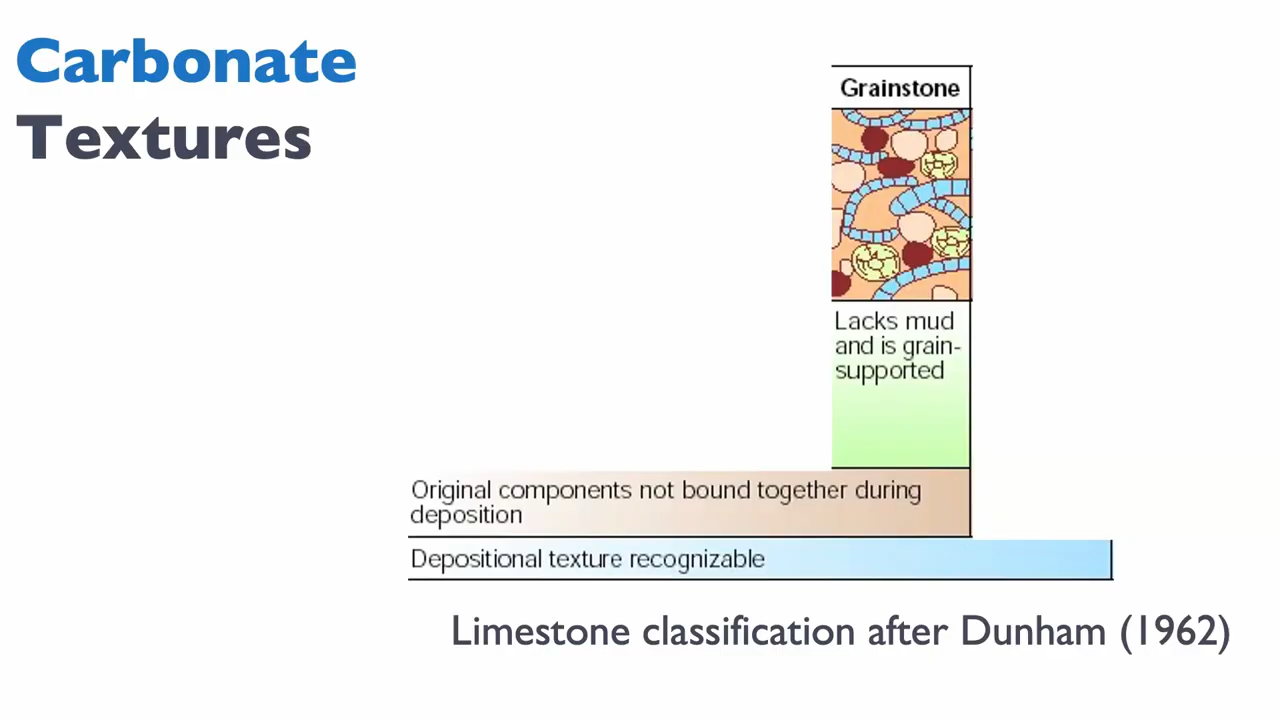 Carbonate
Textures
Grainstone
Lacks mud
and is grain-
supported
Original components not bound together during
deposition
Depositional texture recognizable
Limestone classification after Dunham (1962)